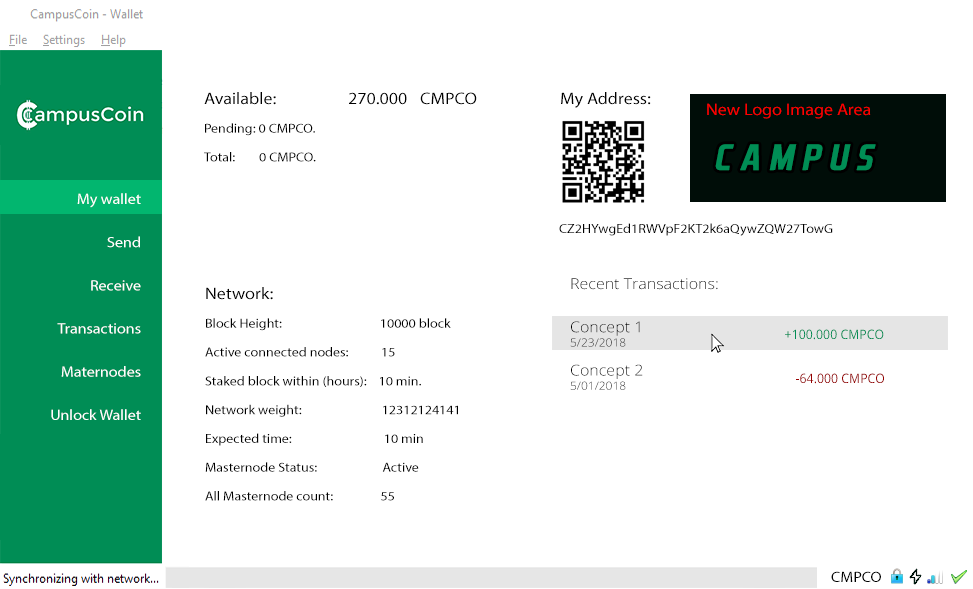 CampusCoin - Wallet
File Settings Help
CampusCoin
My wallet
Send
Receive
Transactions
Maternodes
Unlock Wallet
Available: 270.000 CMPCO
Pending: 0 CMPCO.
Total: 0 CMPCO.
My Address:
New Logo Image Area
CAMPUS
CZ2HYwgEd1RWVpF2KT2k6aQywZQW27TowG
Network:
Block Height: 10000 block
Active connected nodes: 15
Staked block within (hours): 10 min.
Network weight: 12312124141
Expected time: 10 min
Masternode Status: Active
All Masternode count: 55
Recent Transactions:
Concept 1
5/23/2018
+100.000 CMPCO
Concept 2
5/01/2018
-64.000 CMPCO
Synchronizing with network...
CMPCO